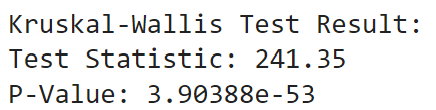 Kruskal-Wallis Test Result:
Test Statistic: 241.35
P-Value: 3.90388e-53